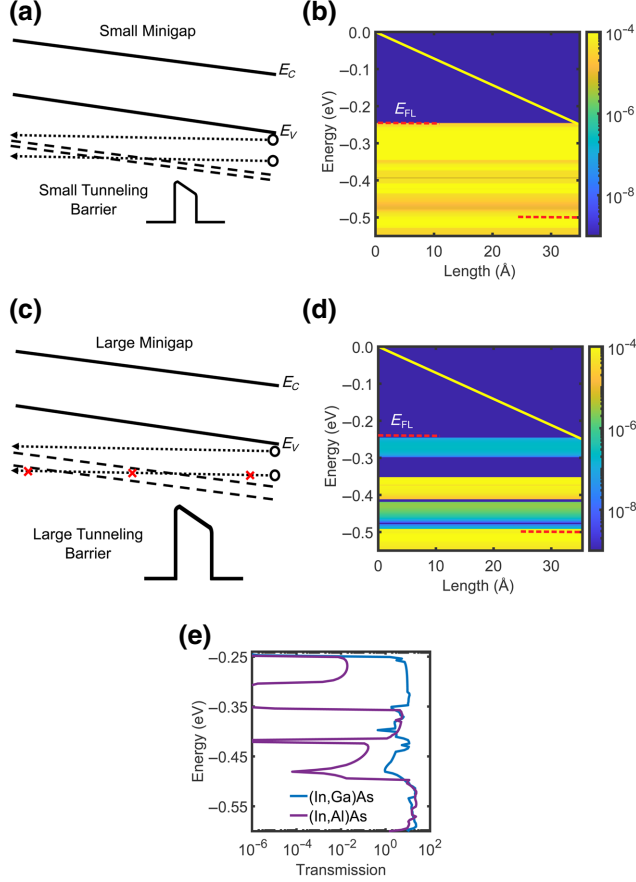 (a)
Small Minigap
E_C
E_V
Small Tunneling
Barrier
(b)
0.0
−0.1
−0.2
−0.3
−0.4
−0.5
Energy (eV)
E_FL
0 10 20 30
Length (Å)
10^−4
10^−6
10^−8
(c)
Large Minigap
E_C
E_V
Large Tunneling
Barrier
(d)
0.0
−0.1
−0.2
−0.3
−0.4
−0.5
Energy (eV)
E_FL
0 10 20 30
Length (Å)
10^−4
10^−6
10^−8
(e)
−0.25
−0.35
−0.45
−0.55
Energy (eV)
(In,Ga)As
(In,Al)As
10^−6 10^−4 10^−2 10^0 10^2
Transmission